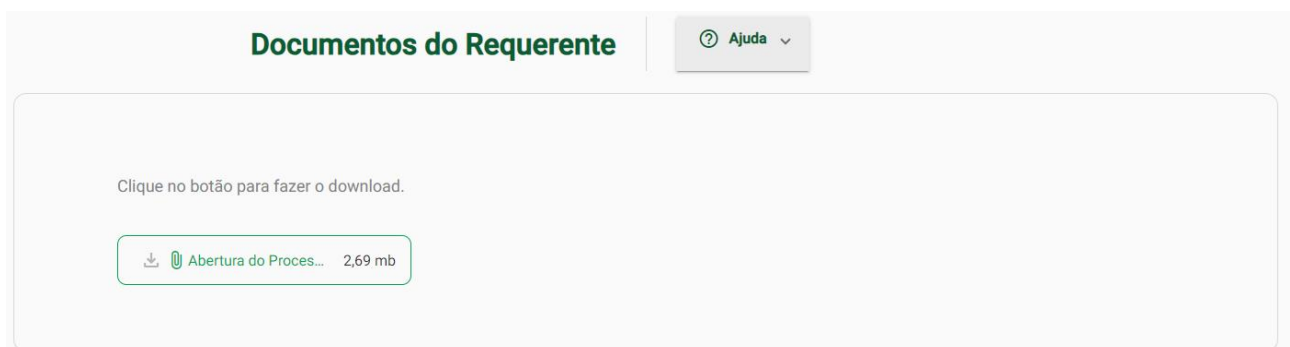 Documentos do Requerente
Ajuda
Clique no botão para fazer o download.
Abertura do Proces... 2,69 mb